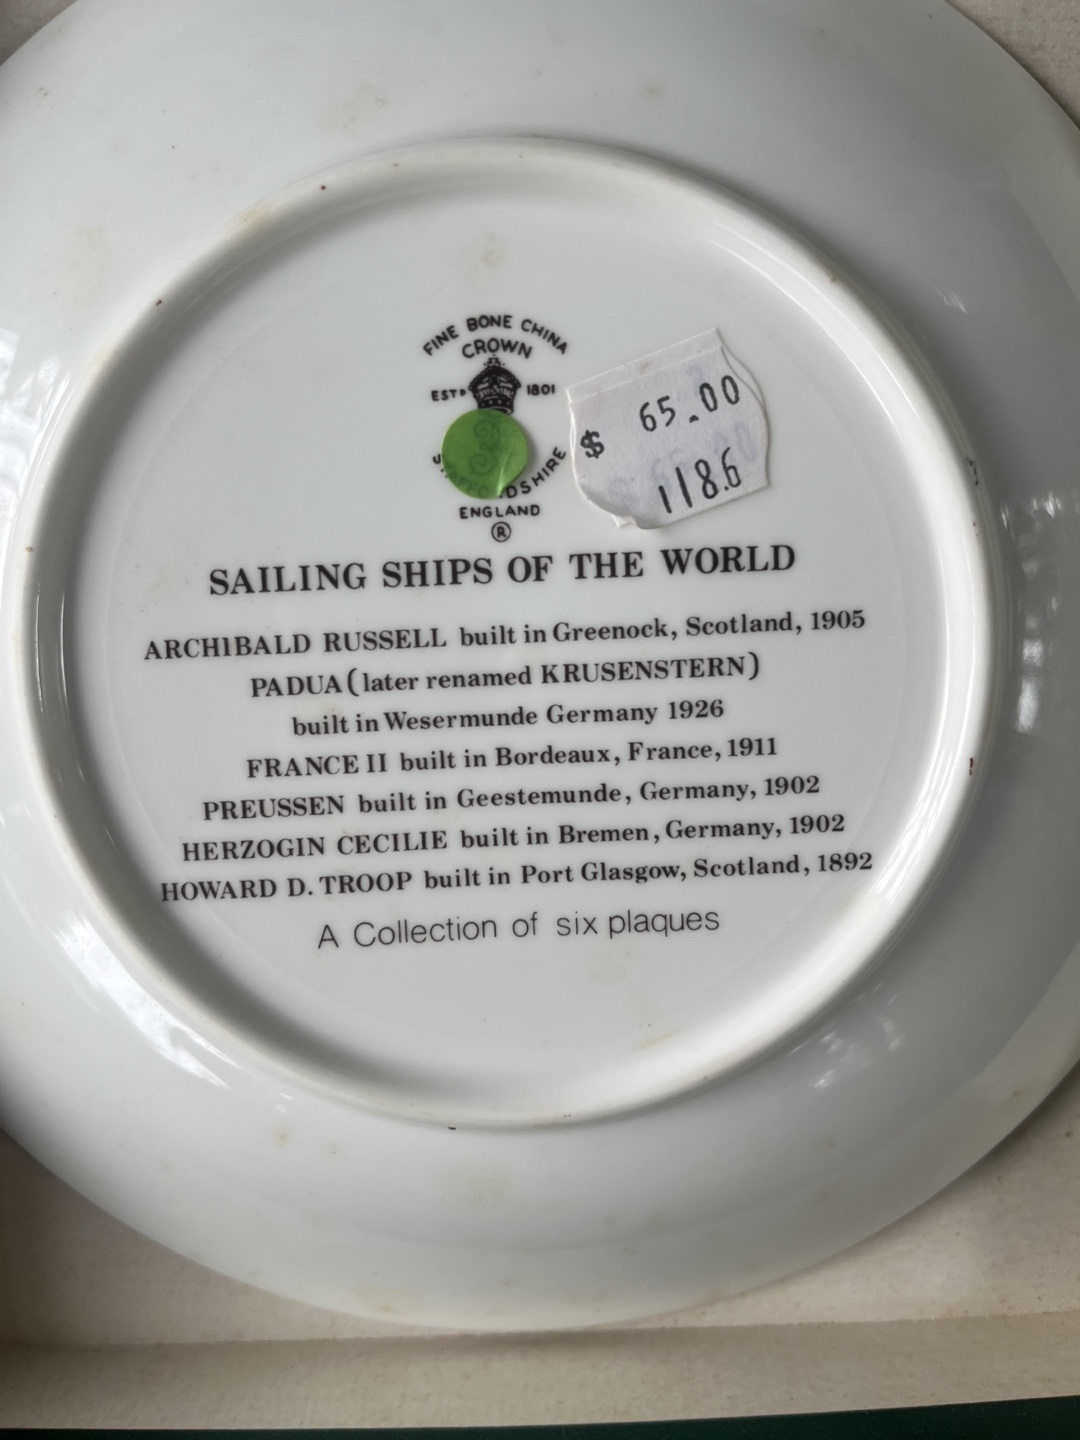 FINE BONE CHINA
CROWN
ESTD 1801
ENGLAND
®
$ 65.00
1186
SAILING SHIPS OF THE WORLD
ARCHIBALD RUSSELL built in Greenock, Scotland, 1905
PADUA (later renamed KRUSENSTERN)
built in Wesermunde Germany 1926
FRANCE II built in Bordeaux, France, 1911
PREUSSEN built in Geestemunde, Germany, 1902
HERZOGIN CECILIE built in Bremen, Germany, 1902
HOWARD D. TROOP built in Port Glasgow, Scotland, 1892
A Collection of six plaques